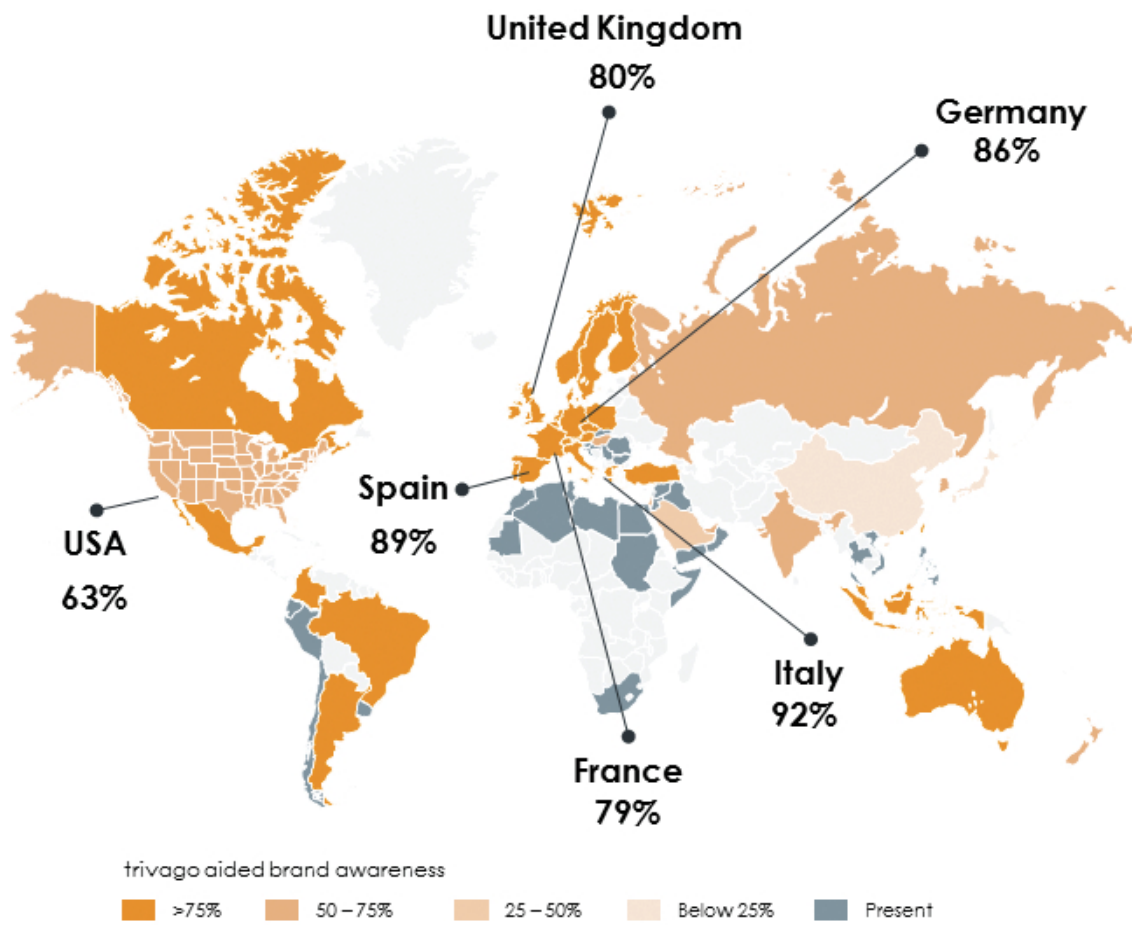 United Kingdom
80%
Germany
86%
Spain
89%
USA
63%
Italy
92%
France
79%
trivago aided brand awareness
>75%
50 – 75%
25 – 50%
Below 25%
Present